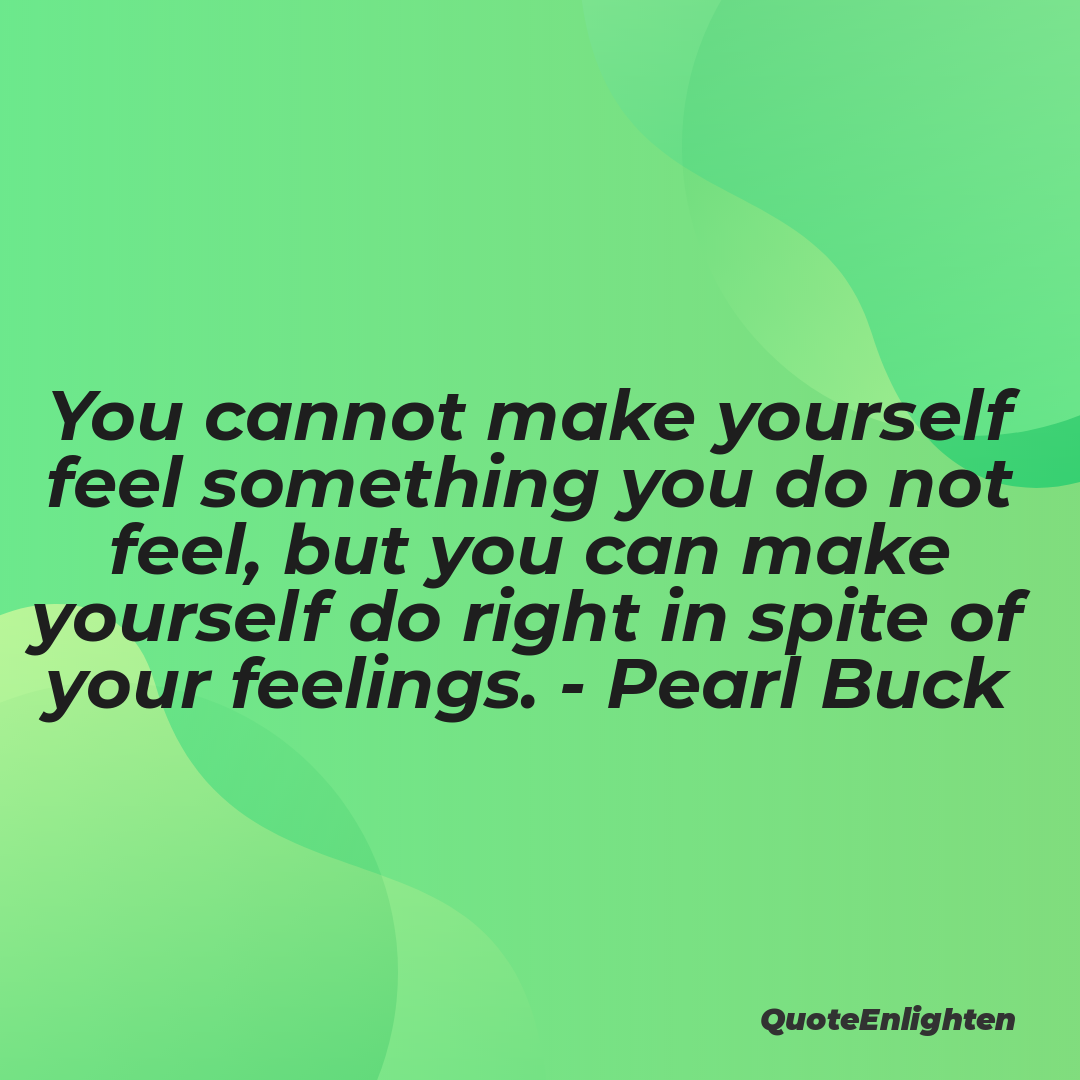 You cannot make yourself
feel something you do not
feel, but you can make
yourself do right in spite of
your feelings. - Pearl Buck
QuoteEnlighten